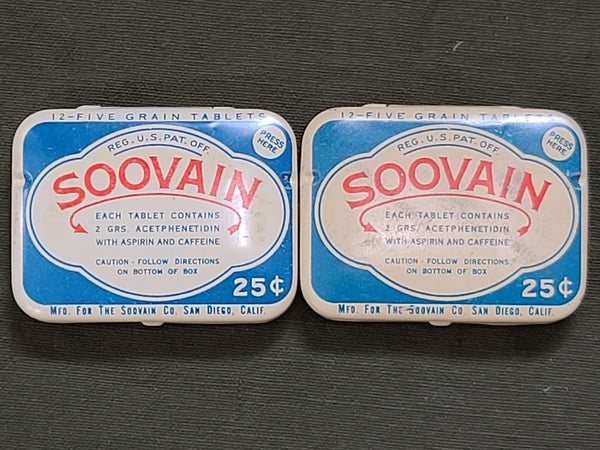 12-FIVE GRAIN TABLETS
REG. U.S. PAT. OFF.
PRESS HERE
SOOVAIN
EACH TABLET CONTAINS
2 GRS. ACETPHENETIDIN
WITH ASPIRIN AND CAFFEINE
CAUTION - FOLLOW DIRECTIONS
ON BOTTOM OF BOX
25¢
MFD. FOR THE SOOVAIN CO. SAN DIEGO, CALIF.
12-FIVE GRAIN TABLETS
REG. U.S. PAT. OFF.
PRESS HERE
SOOVAIN
EACH TABLET CONTAINS
2 GRS. ACETPHENETIDIN
WITH ASPIRIN AND CAFFEINE
CAUTION - FOLLOW DIRECTIONS
ON BOTTOM OF BOX
25¢
MFD. FOR THE SOOVAIN CO. SAN DIEGO, CALIF.